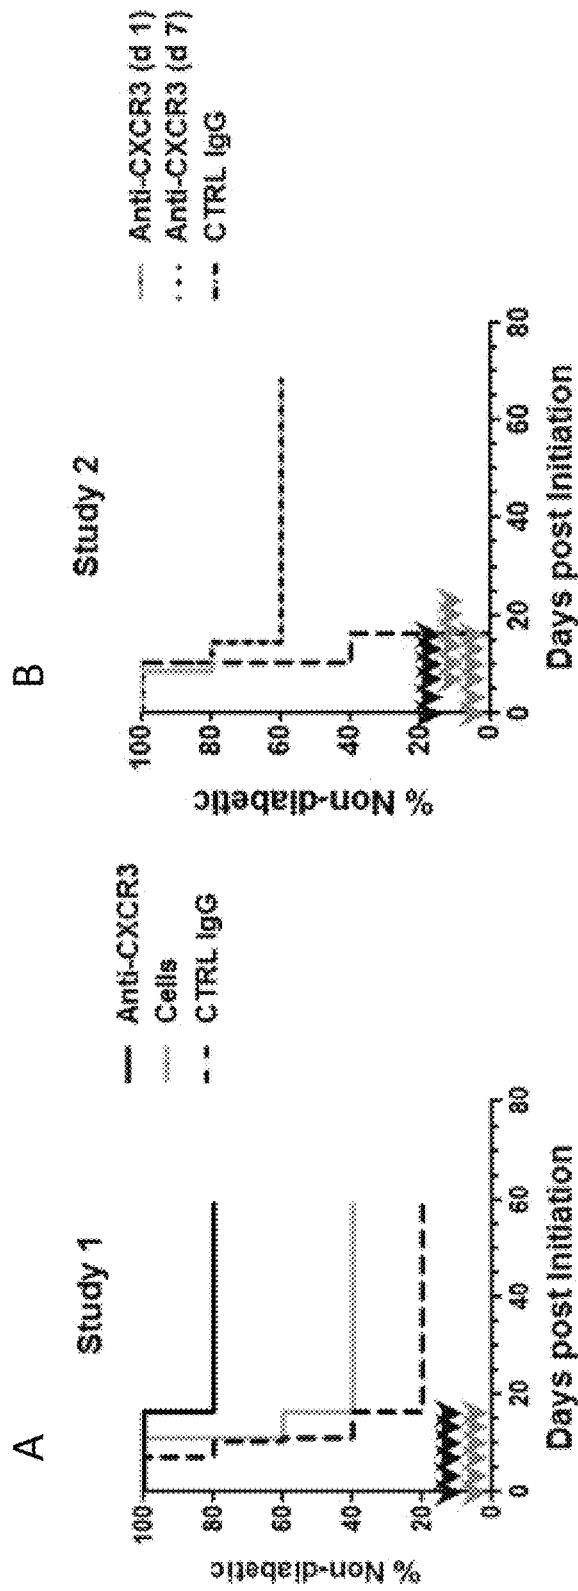 A
Study 1
Anti-CXCR3
Cells
CTRL IgG
% Non-diabetic
100
80
60
40
20
0
0 20 40 60 80
Days post Initiation
B
Study 2
Anti-CXCR3 (d 1)
Anti-CXCR3 (d 7)
CTRL IgG
% Non-diabetic
100
80
60
40
20
0
0 20 40 60 80
Days post Initiation